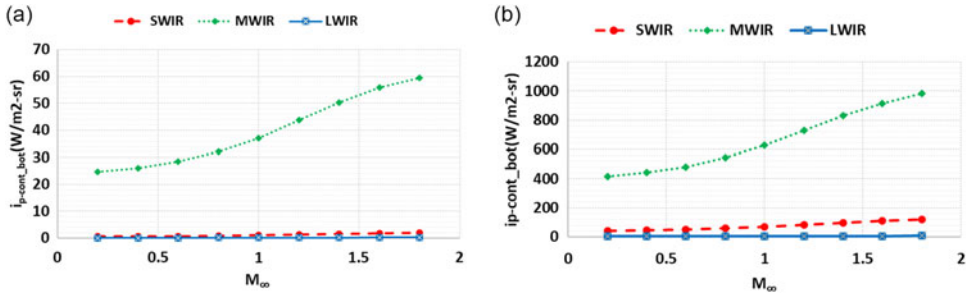 (a)
SWIR MWIR LWIR
70
60
50
40
30
20
10
0
i p-cont_bot(W/m2-sr)
0 0.5 1 1.5 2
M∞
(b)
SWIR MWIR LWIR
1200
1000
800
600
400
200
0
ip-cont_bot(W/m2-sr)
0 0.5 1 1.5 2
M∞